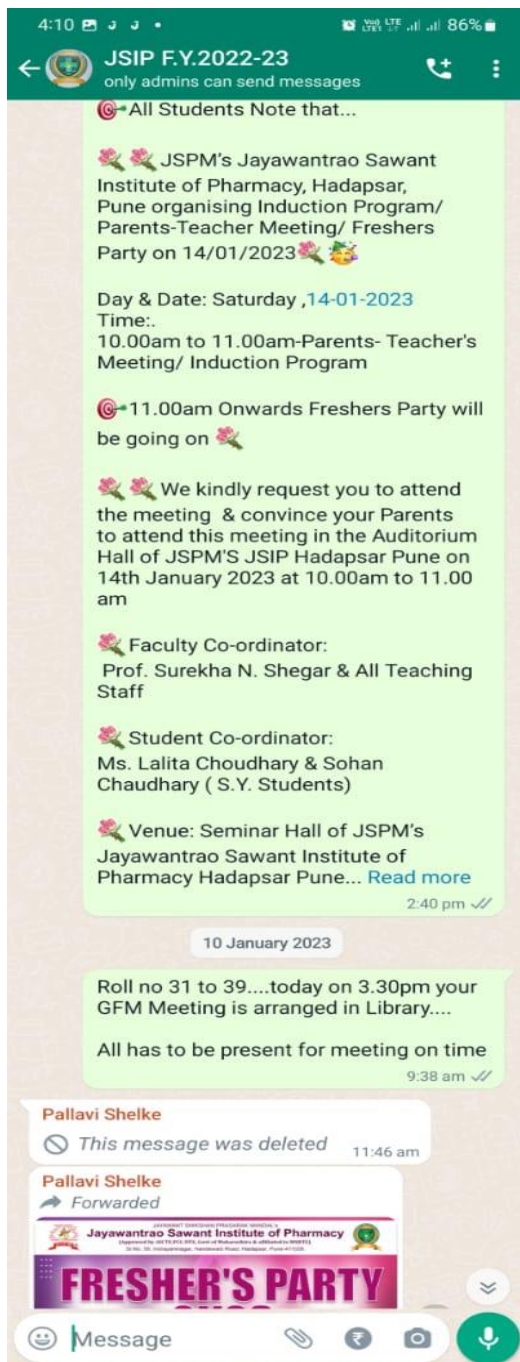 4:10
86%
JSIP F.Y.2022-23
only admins can send messages
All Students Note that...
JSPM's Jayawantrao Sawant
Institute of Pharmacy, Hadapsar,
Pune organising Induction Program/
Parents-Teacher Meeting/ Freshers
Party on 14/01/2023
Day & Date: Saturday ,14-01-2023
Time:.
10.00am to 11.00am-Parents- Teacher's
Meeting/ Induction Program
11.00am Onwards Freshers Party will
be going on
We kindly request you to attend
the meeting & convince your Parents
to attend this meeting in the Auditorium
Hall of JSPM'S JSIP Hadapsar Pune on
14th January 2023 at 10.00am to 11.00
am
Faculty Co-ordinator:
Prof. Surekha N. Shegar & All Teaching
Staff
Student Co-ordinator:
Ms. Lalita Choudhary & Sohan
Chaudhary ( S.Y. Students)
Venue: Seminar Hall of JSPM's
Jayawantrao Sawant Institute of
Pharmacy Hadapsar Pune... Read more
2:40 pm
10 January 2023
Roll no 31 to 39....today on 3.30pm your
GFM Meeting is arranged in Library....
All has to be present for meeting on time
9:38 am
Pallavi Shelke
This message was deleted 11:46 am
Pallavi Shelke
Forwarded
Jayawantrao Sawant Institute of Pharmacy
FRESHER'S PARTY
Message